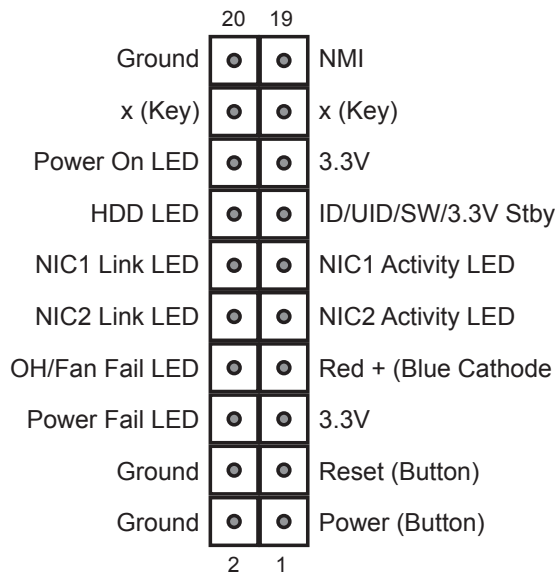 20 19
Ground NMI
x (Key) x (Key)
Power On LED 3.3V
HDD LED ID/UID/SW/3.3V Stby
NIC1 Link LED NIC1 Activity LED
NIC2 Link LED NIC2 Activity LED
OH/Fan Fail LED Red + (Blue Cathode
Power Fail LED 3.3V
Ground Reset (Button)
Ground Power (Button)
2 1